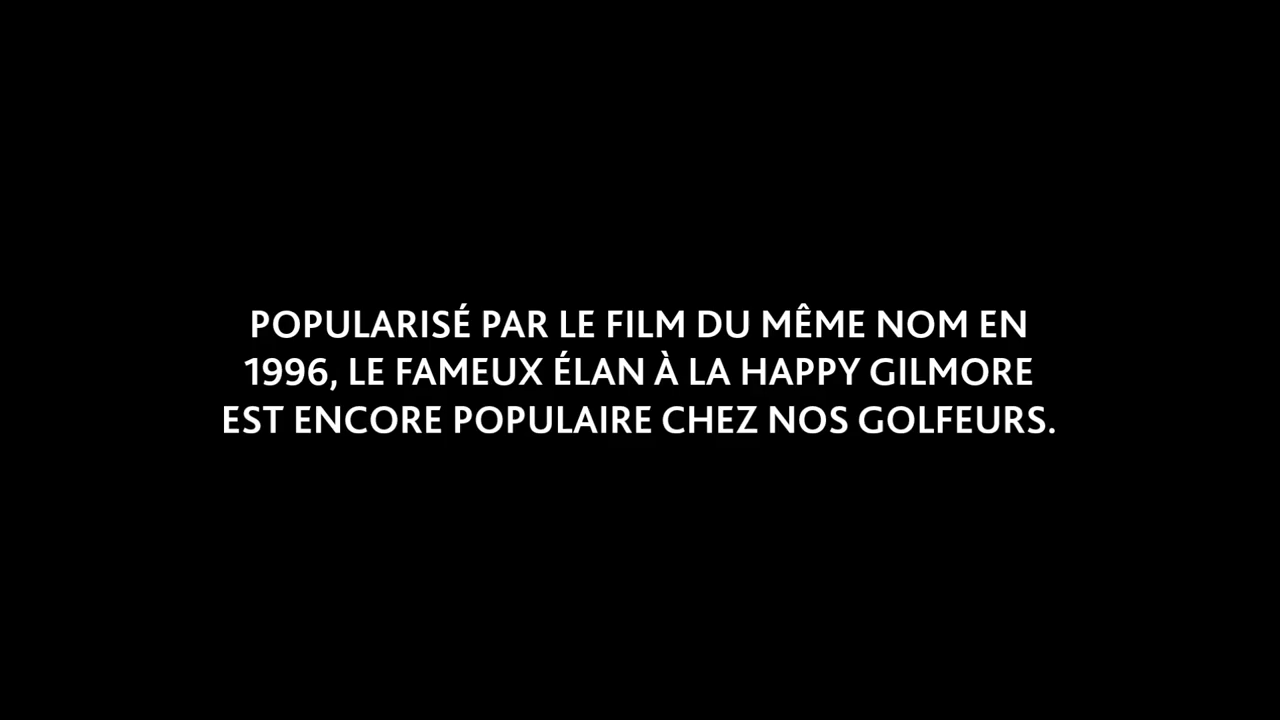 POPULARISÉ PAR LE FILM DU MÊME NOM EN
1996, LE FAMEUX ÉLAN À LA HAPPY GILMORE
EST ENCORE POPULAIRE CHEZ NOS GOLFEURS.